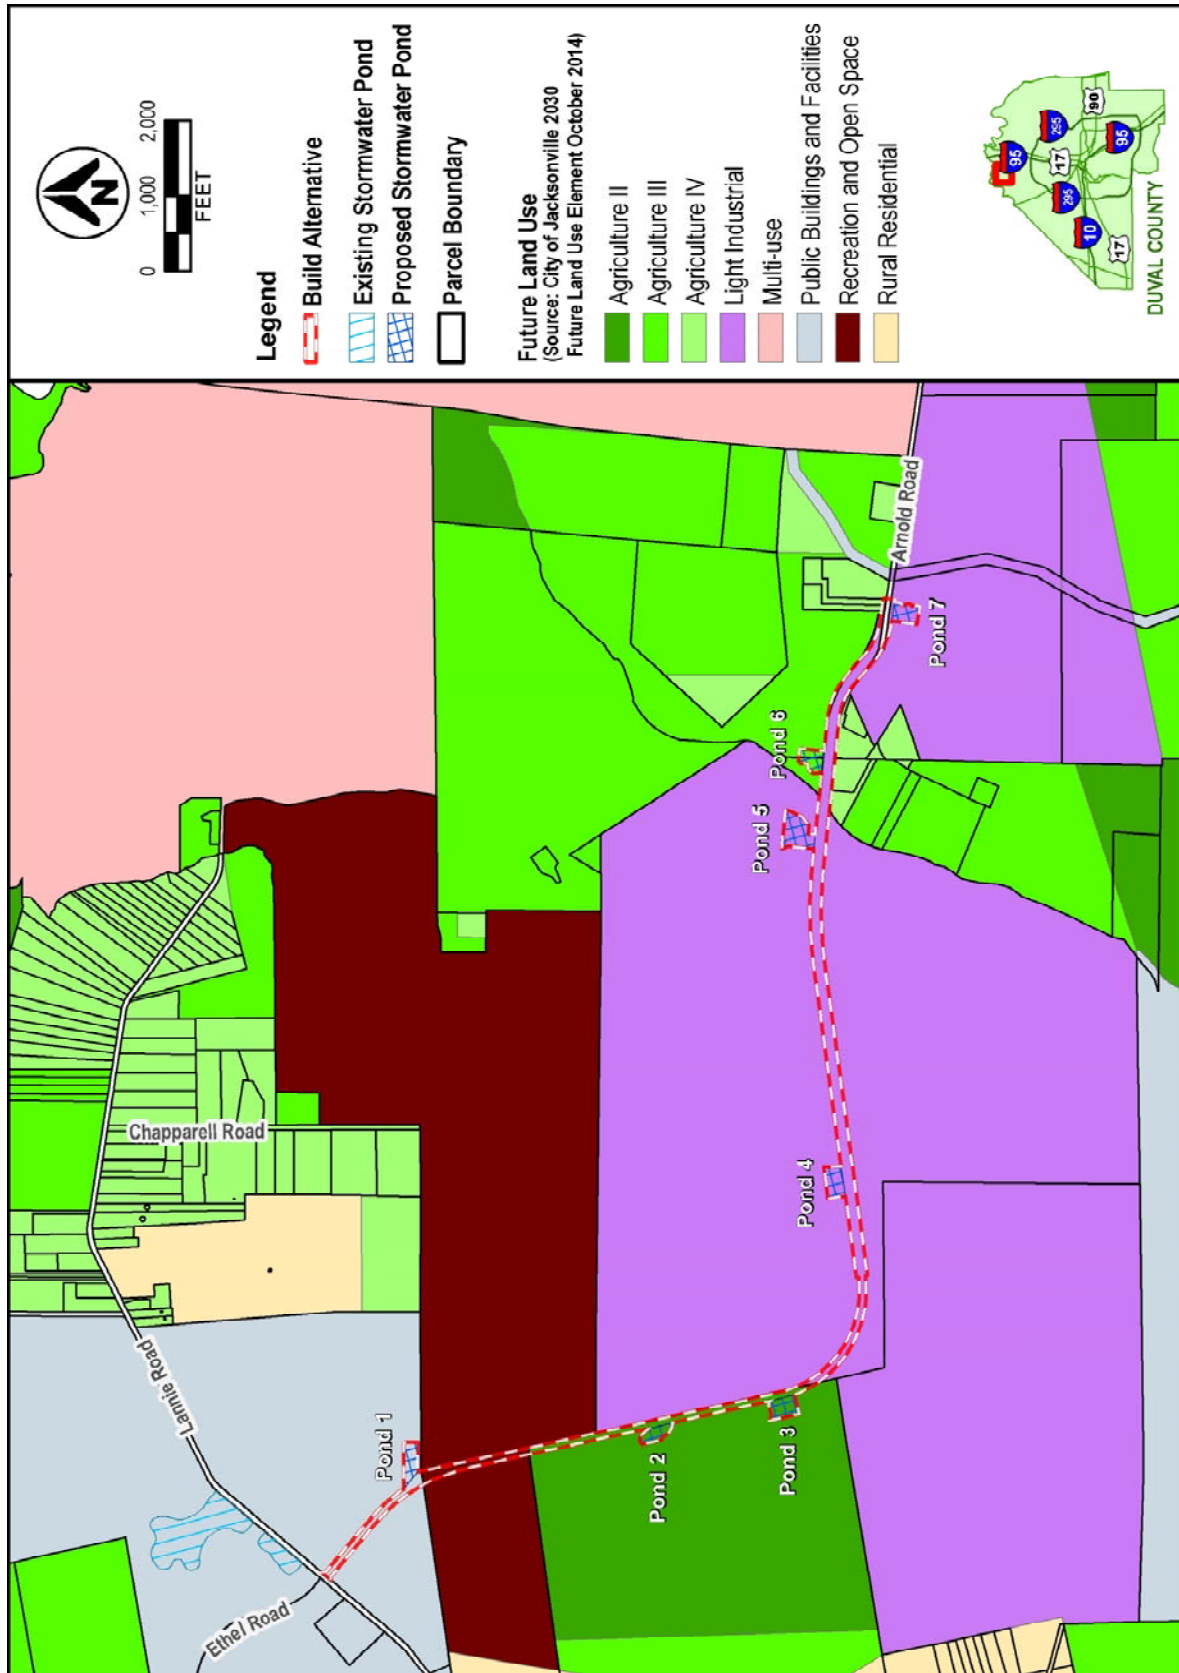 Lannie Road
Ethel Road
Chapparell Road
Arnold Road
Pond 1
Pond 2
Pond 3
Pond 4
Pond 5
Pond 6
Pond 7
N
0 1,000 2,000
FEET
Legend
Build Alternative
Existing Stormwater Pond
Proposed Stormwater Pond
Parcel Boundary
Future Land Use
(Source: City of Jacksonville 2030
Future Land Use Element October 2014)
Agriculture II
Agriculture III
Agriculture IV
Light Industrial
Multi-use
Public Buildings and Facilities
Recreation and Open Space
Rural Residential
95
295
17
90
295
95
10
17
DUVAL COUNTY